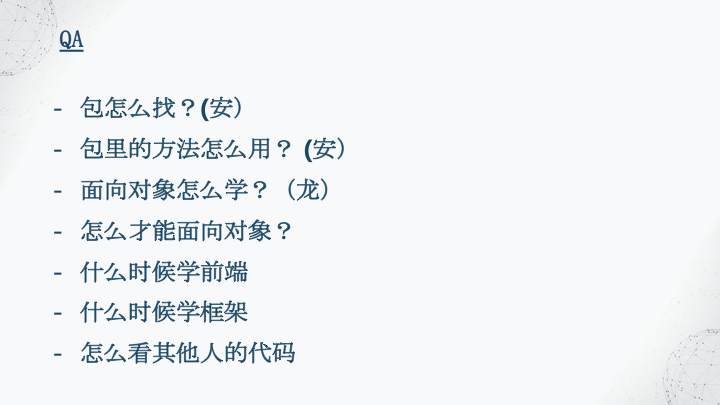 QA
- 包怎么找？(安）
- 包里的方法怎么用？ (安）
- 面向对象怎么学？（龙）
- 怎么才能面向对象？
- 什么时候学前端
- 什么时候学框架
- 怎么看其他人的代码